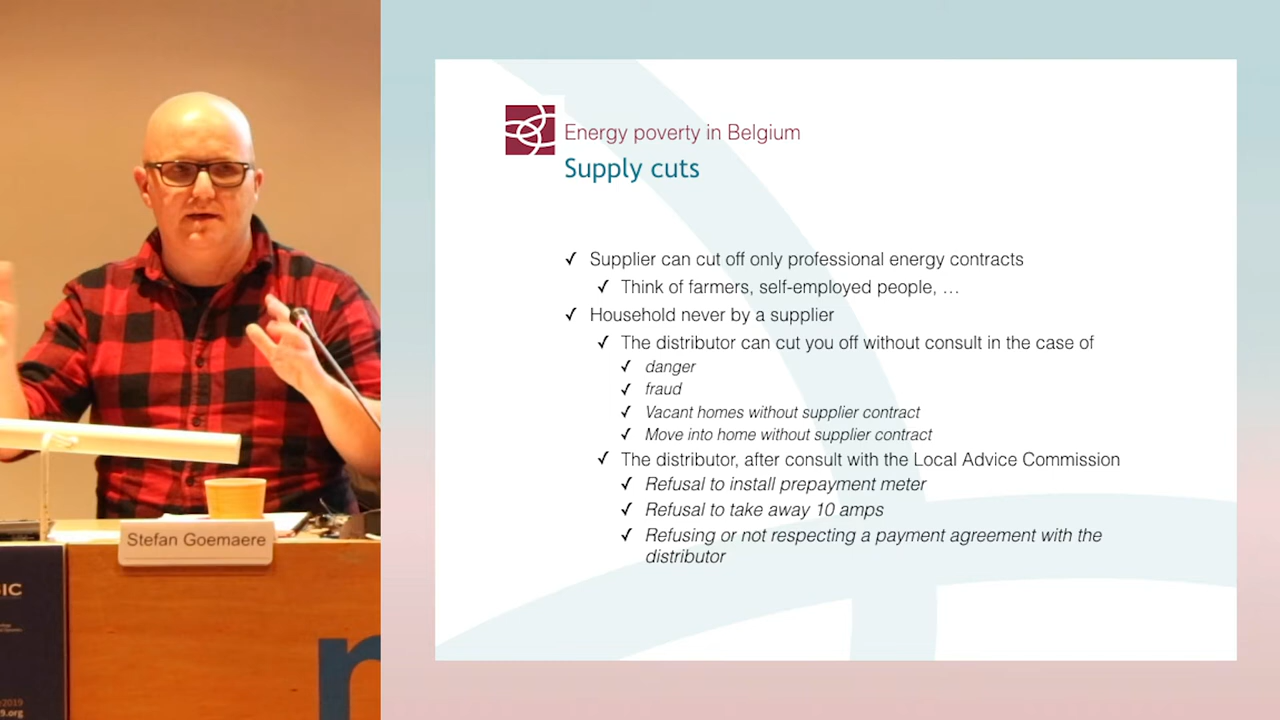 Energy poverty in Belgium
Supply cuts
✓ Supplier can cut off only professional energy contracts
✓ Think of farmers, self-employed people, …
✓ Household never by a supplier
✓ The distributor can cut you off without consult in the case of
✓ danger
✓ fraud
✓ Vacant homes without supplier contract
✓ Move into home without supplier contract
✓ The distributor, after consult with the Local Advice Commission
✓ Refusal to install prepayment meter
✓ Refusal to take away 10 amps
✓ Refusing or not respecting a payment agreement with the
distributor
Stefan Goemaere
SIC
2019
9.org